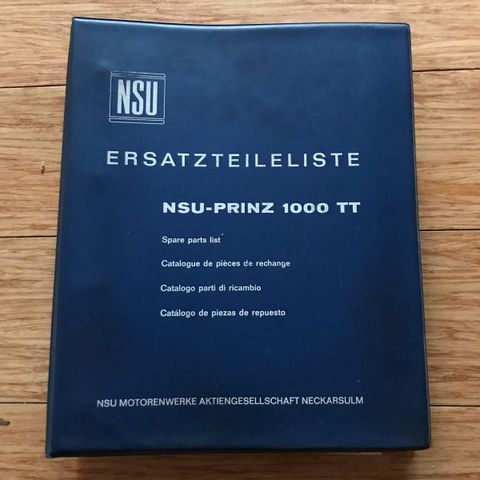 NSU
ERSATZTEILELISTE
NSU-PRINZ 1000 TT
Spare parts list
Catalogue de pièces de rechange
Catalogo parti di ricambio
Catálogo de piezas de repuesto
NSU MOTORENWERKE AKTIENGESELLSCHAFT NECKARSULM